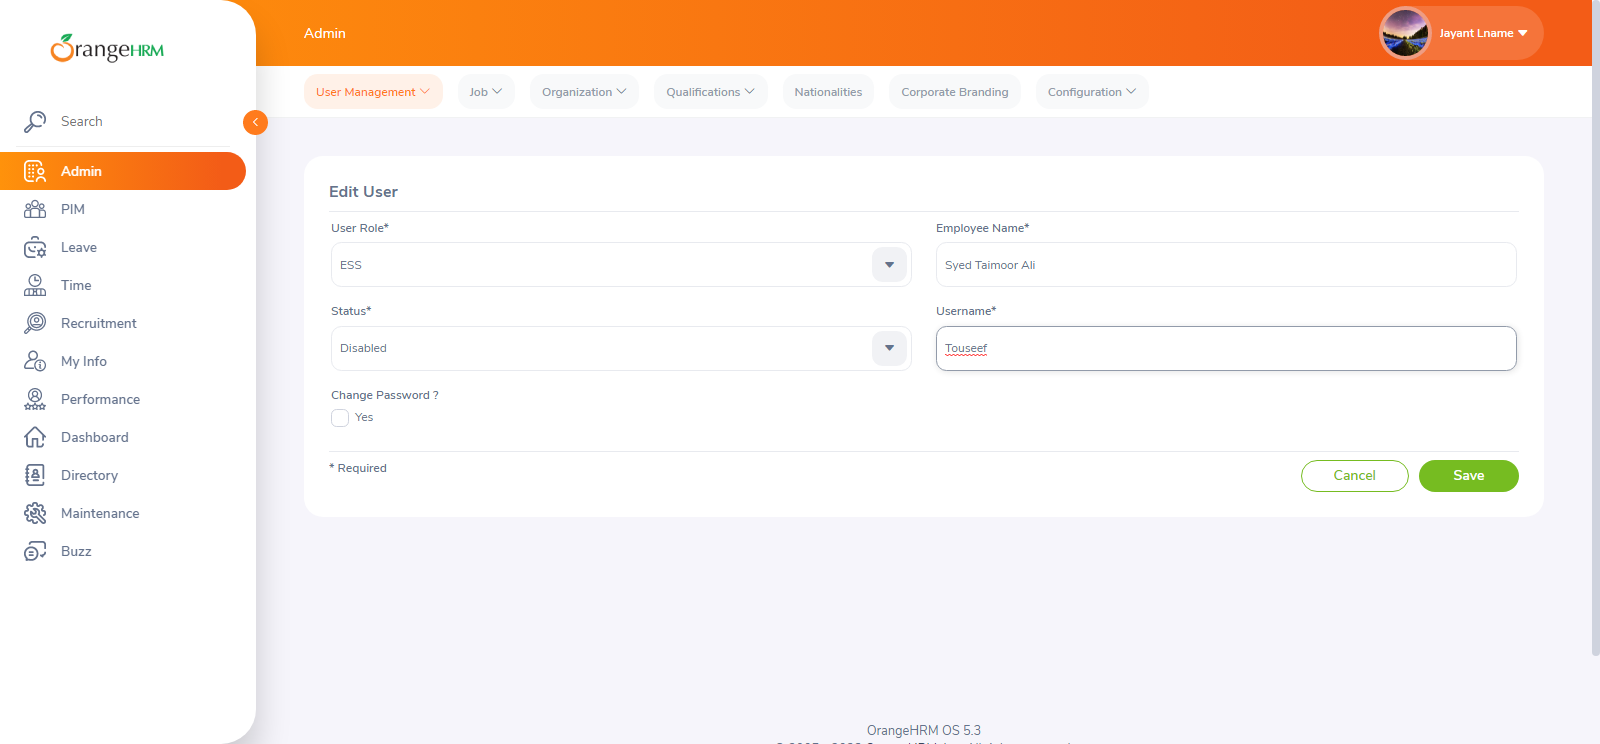 OrangeHRM
Admin
Jayant Lname
User Management
Job
Organization
Qualifications
Nationalities
Corporate Branding
Configuration
Search
Admin
PIM
Leave
Time
Recruitment
My Info
Performance
Dashboard
Directory
Maintenance
Buzz
Edit User
User Role*
Employee Name*
ESS
Syed Taimoor Ali
Status*
Username*
Disabled
Touseef
Change Password ?
Yes
* Required
Cancel
Save
OrangeHRM OS 5.3